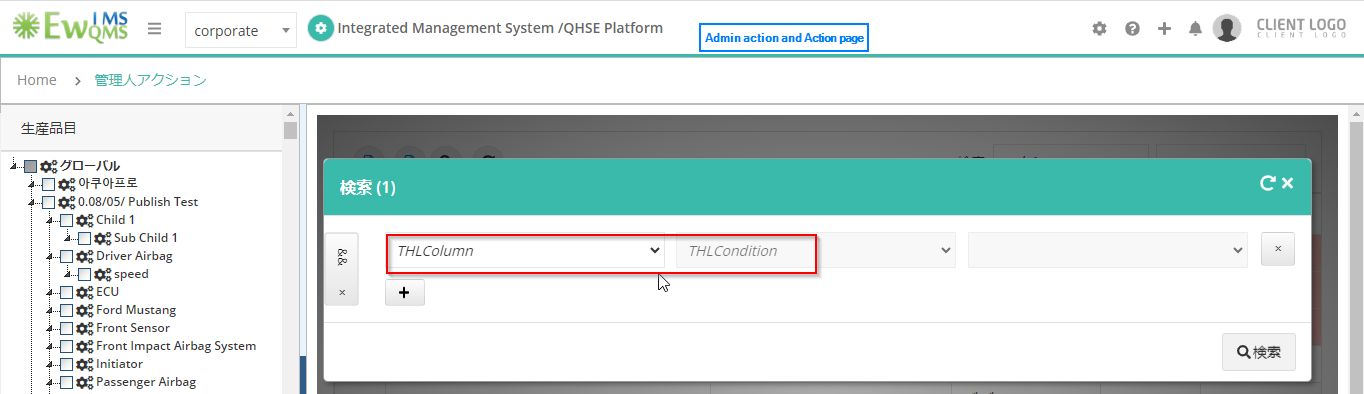 EwQMS IMS
corporate
Integrated Management System /QHSE Platform
Admin action and Action page
CLIENT LOGO
CLIENT LOGO
Home > 管理人アクション
生産品目
グローバル
아쿠아프로
0.08/05/ Publish Test
Child 1
Sub Child 1
Driver Airbag
speed
ECU
Ford Mustang
Front Sensor
Front Impact Airbag System
Initiator
Passenger Airbag
検索 (1)
&&
×
THLColumn
THLCondition
×
+
検索